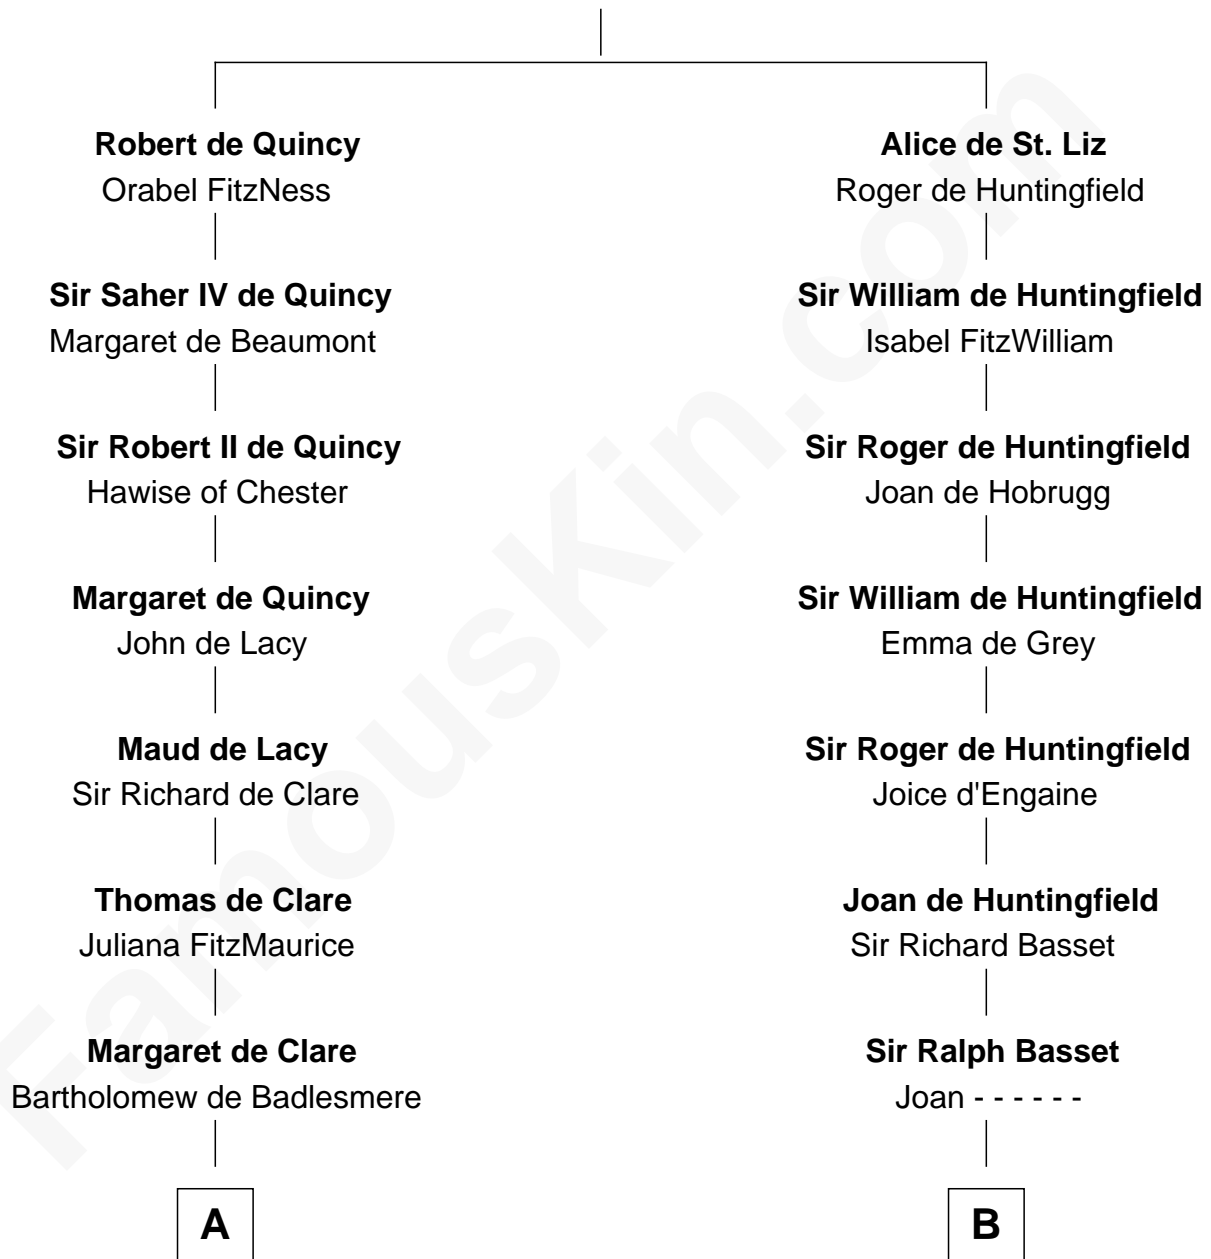 Robert de Quincy
Orabel FitzNess
Sir Saher IV de Quincy
Margaret de Beaumont
Sir Robert II de Quincy
Hawise of Chester
Margaret de Quincy
John de Lacy
Maud de Lacy
Sir Richard de Clare
Thomas de Clare
Juliana FitzMaurice
Margaret de Clare
Bartholomew de Badlesmere
A
Alice de St. Liz
Roger de Huntingfield
Sir William de Huntingfield
Isabel FitzWilliam
Sir Roger de Huntingfield
Joan de Hobrugg
Sir William de Huntingfield
Emma de Grey
Sir Roger de Huntingfield
Joice d'Engaine
Joan de Huntingfield
Sir Richard Basset
Sir Ralph Basset
Joan - - - - - -
B
FamousKin.com